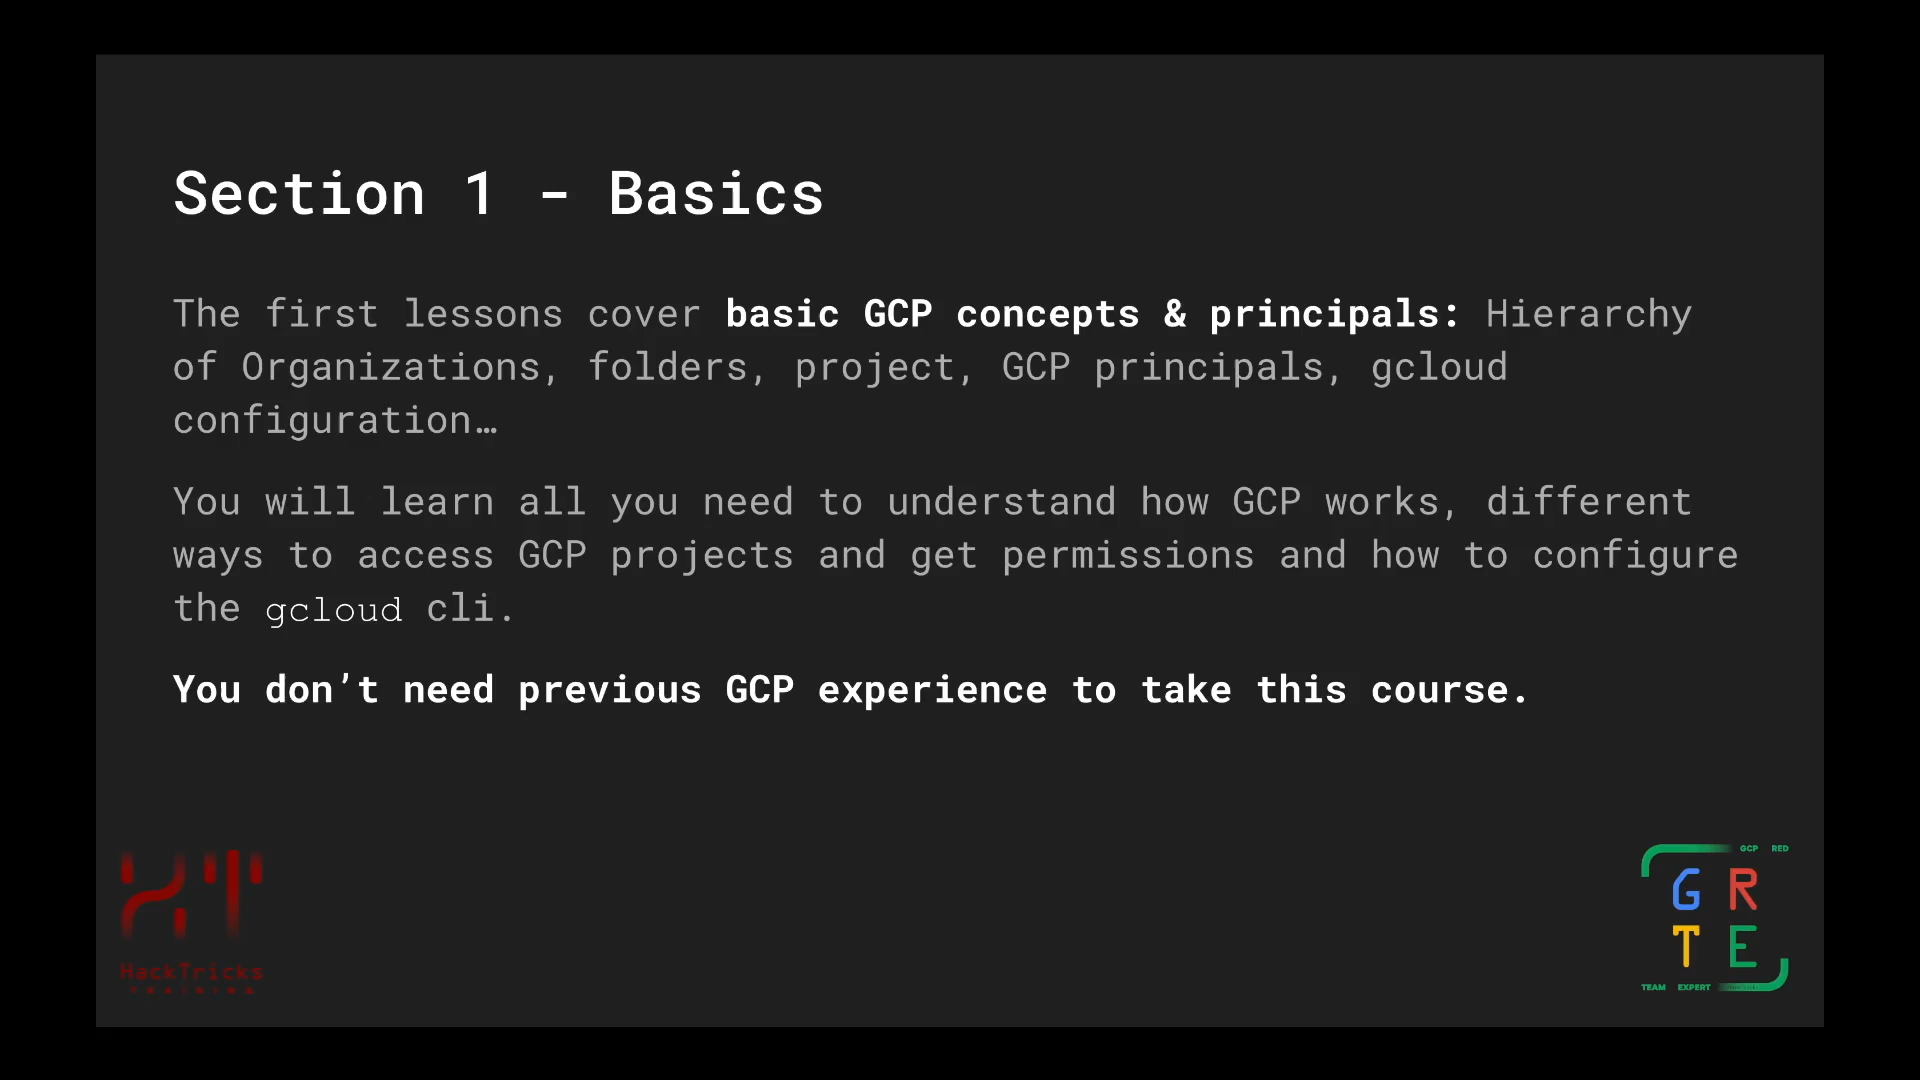 Section 1 - Basics
The first lessons cover basic GCP concepts & principals: Hierarchy
of Organizations, folders, project, GCP principals, gcloud
configuration…
You will learn all you need to understand how GCP works, different
ways to access GCP projects and get permissions and how to configure
the gcloud cli.
You don’t need previous GCP experience to take this course.
HackTricks
TRAINING
GCP RED
G R
T E
TEAM EXPERT